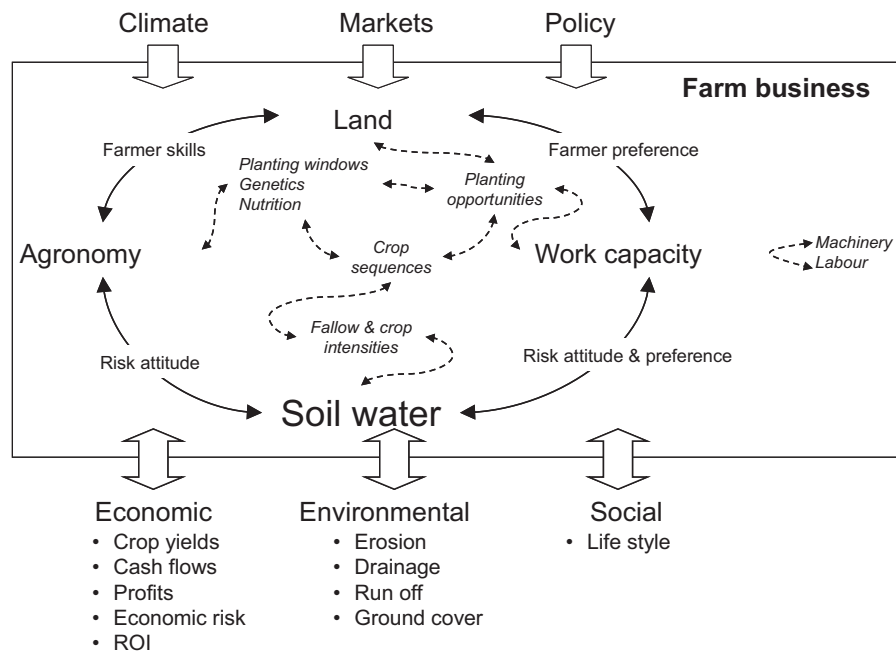 Climate
Markets
Policy
Farm business
Land
Farmer skills
Farmer preference
Planting windows
Genetics
Nutrition
Planting
opportunities
Agronomy
Crop
sequences
Work capacity
Machinery
Labour
Fallow & crop
intensities
Risk attitude
Risk attitude & preference
Soil water
Economic
• Crop yields
• Cash flows
• Profits
• Economic risk
• ROI
Environmental
• Erosion
• Drainage
• Run off
• Ground cover
Social
• Life style